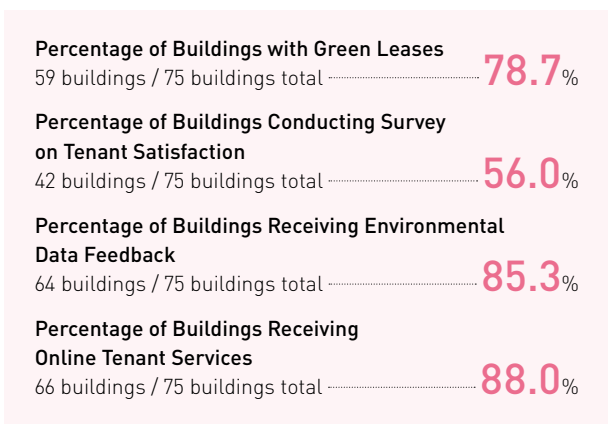 Percentage of Buildings with Green Leases
59 buildings / 75 buildings total 78.7%
Percentage of Buildings Conducting Survey
on Tenant Satisfaction
42 buildings / 75 buildings total 56.0%
Percentage of Buildings Receiving Environmental
Data Feedback
64 buildings / 75 buildings total 85.3%
Percentage of Buildings Receiving
Online Tenant Services
66 buildings / 75 buildings total 88.0%